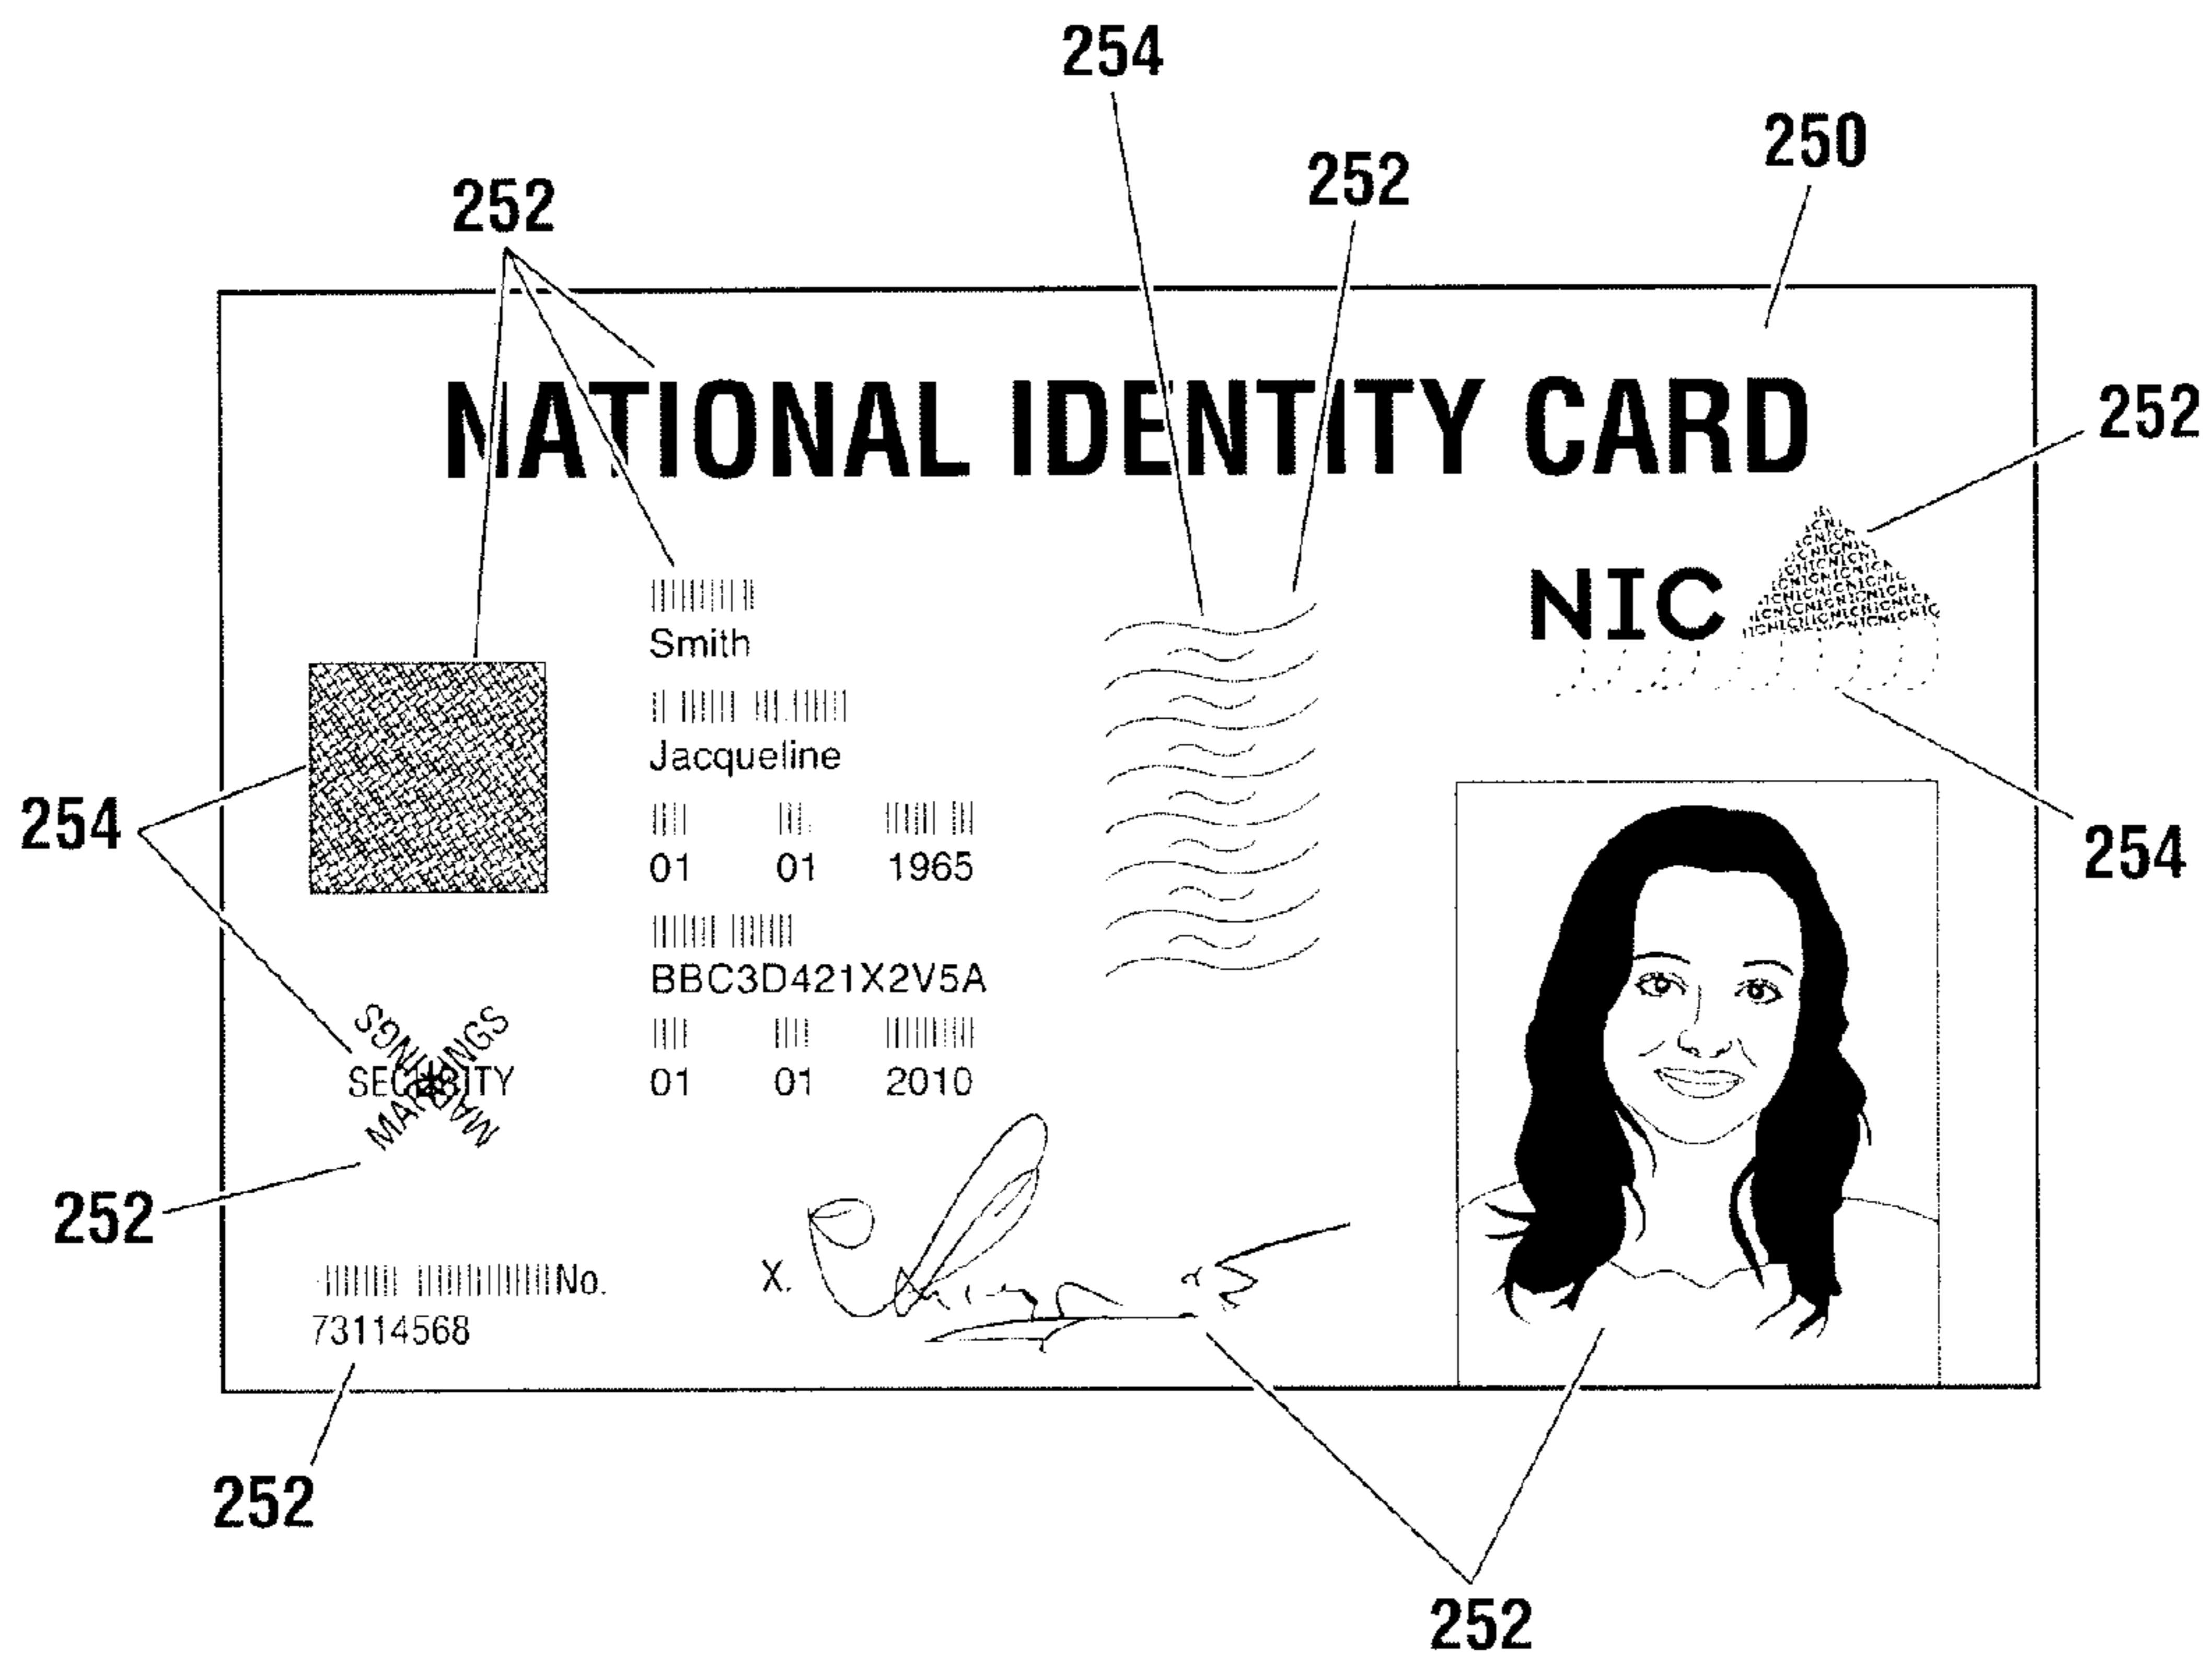 254
250
252
252
NATIONAL IDENTITY CARD
252
NIC
Smith
Jacqueline
254
254
01 01 1965
BBC3D421X2V5A
MARKINGS
SECURITY
MARKINGS
01 01 2010
252
X.
No.
73114568
252
252